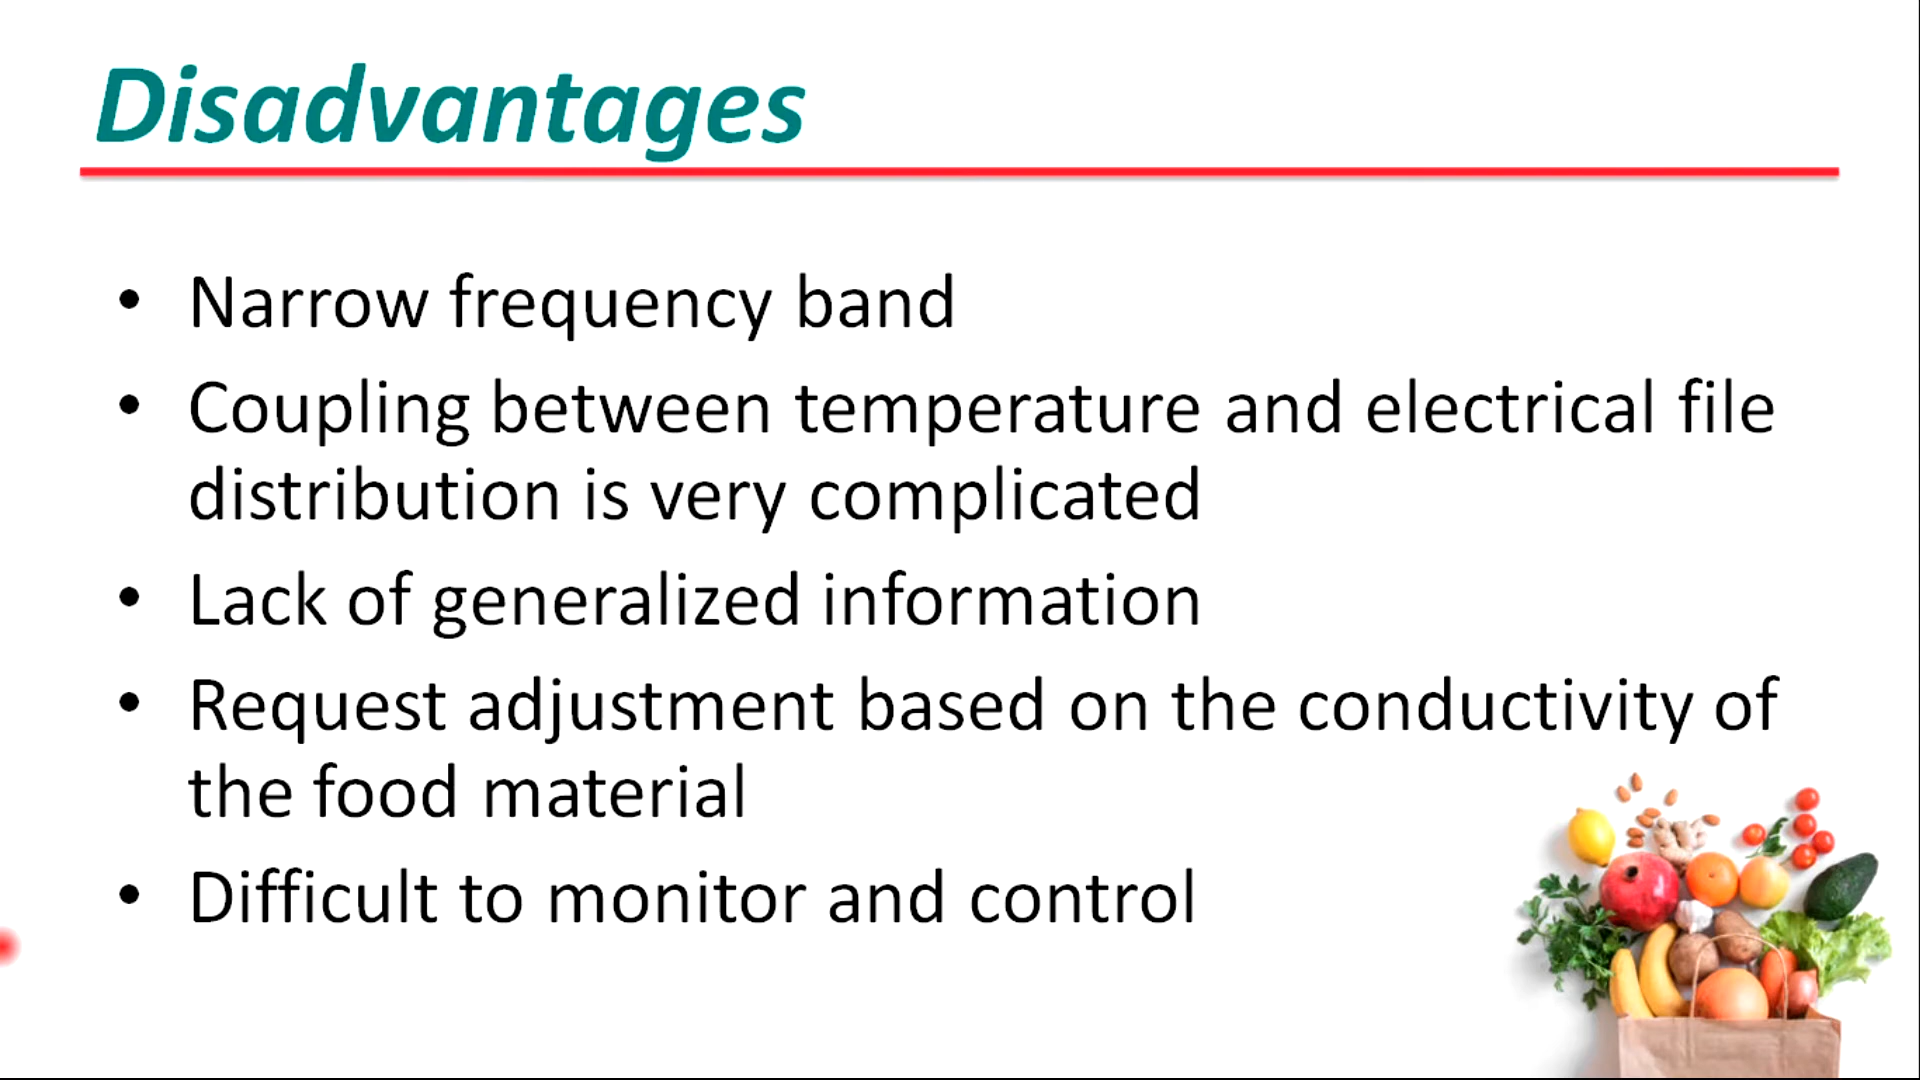 Disadvantages
• Narrow frequency band
• Coupling between temperature and electrical file
distribution is very complicated
• Lack of generalized information
• Request adjustment based on the conductivity of
the food material
• Difficult to monitor and control